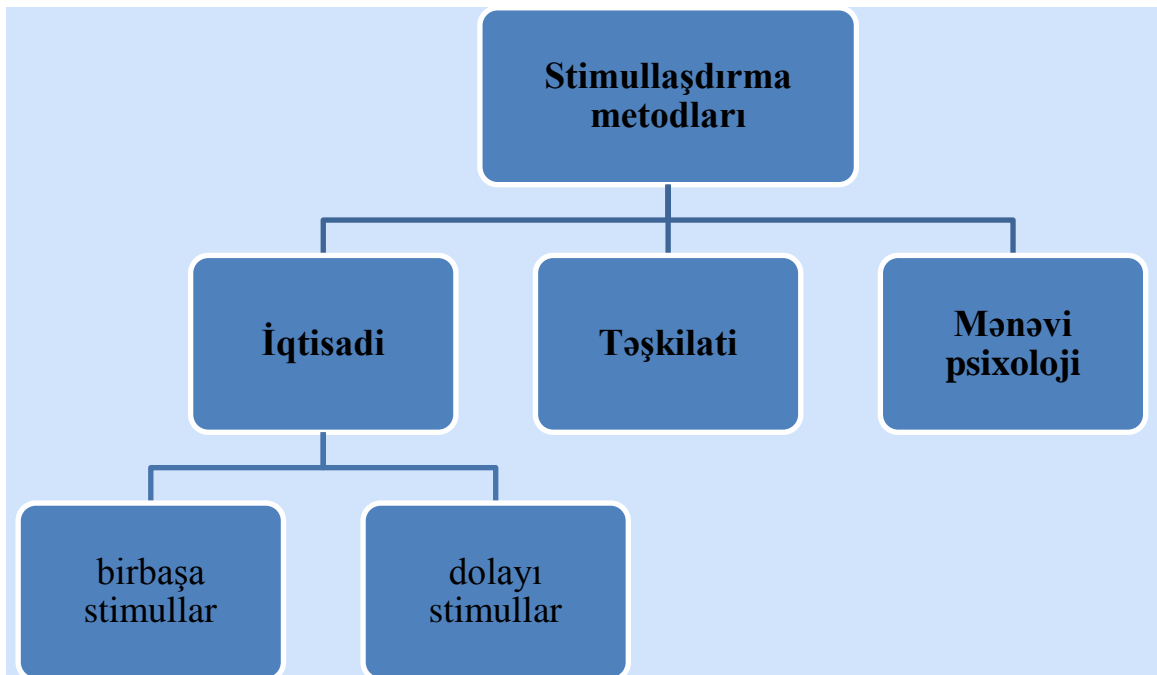 Stimullaşdırma
metodları
İqtisadi
Təşkilati
Mənəvi
psixoloji
birbaşa
stimullar
dolayı
stimullar